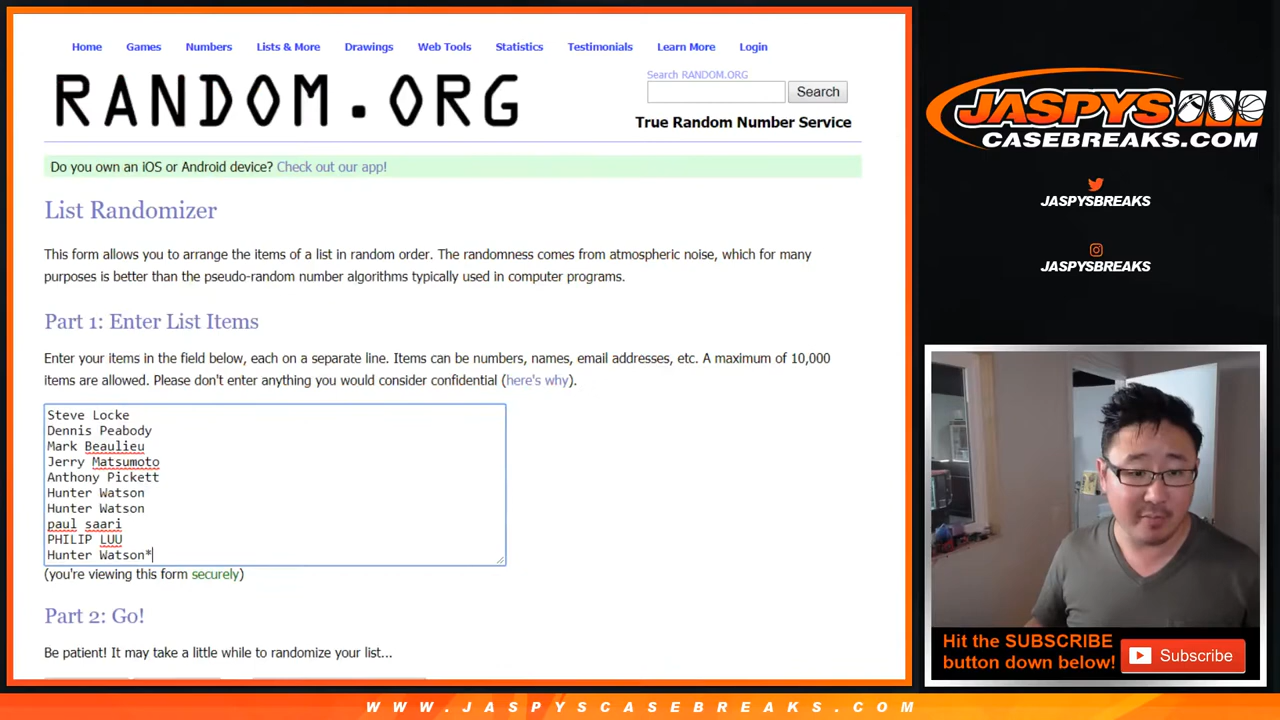 Home Games Numbers Lists & More Drawings Web Tools Statistics Testimonials Learn More Login
RANDOM.ORG
Search RANDOM.ORG
Search
True Random Number Service
Do you own an iOS or Android device? Check out our app!
List Randomizer
This form allows you to arrange the items of a list in random order. The randomness comes from atmospheric noise, which for many
purposes is better than the pseudo-random number algorithms typically used in computer programs.
Part 1: Enter List Items
Enter your items in the field below, each on a separate line. Items can be numbers, names, email addresses, etc. A maximum of 10,000
items are allowed. Please don't enter anything you would consider confidential (here's why).
Steve Locke
Dennis Peabody
Mark Beaulieu
Jerry Matsumoto
Anthony Pickett
Hunter Watson
Hunter Watson
paul saari
PHILIP LUU
Hunter Watson*
(you're viewing this form securely)
Part 2: Go!
Be patient! It may take a little while to randomize your list...
JASPYS
CASEBREAKS.COM
JASPYSBREAKS
JASPYSBREAKS
Hit the SUBSCRIBE
button down below!
Subscribe
WWW.JASPYSCASEBREAKS.COM